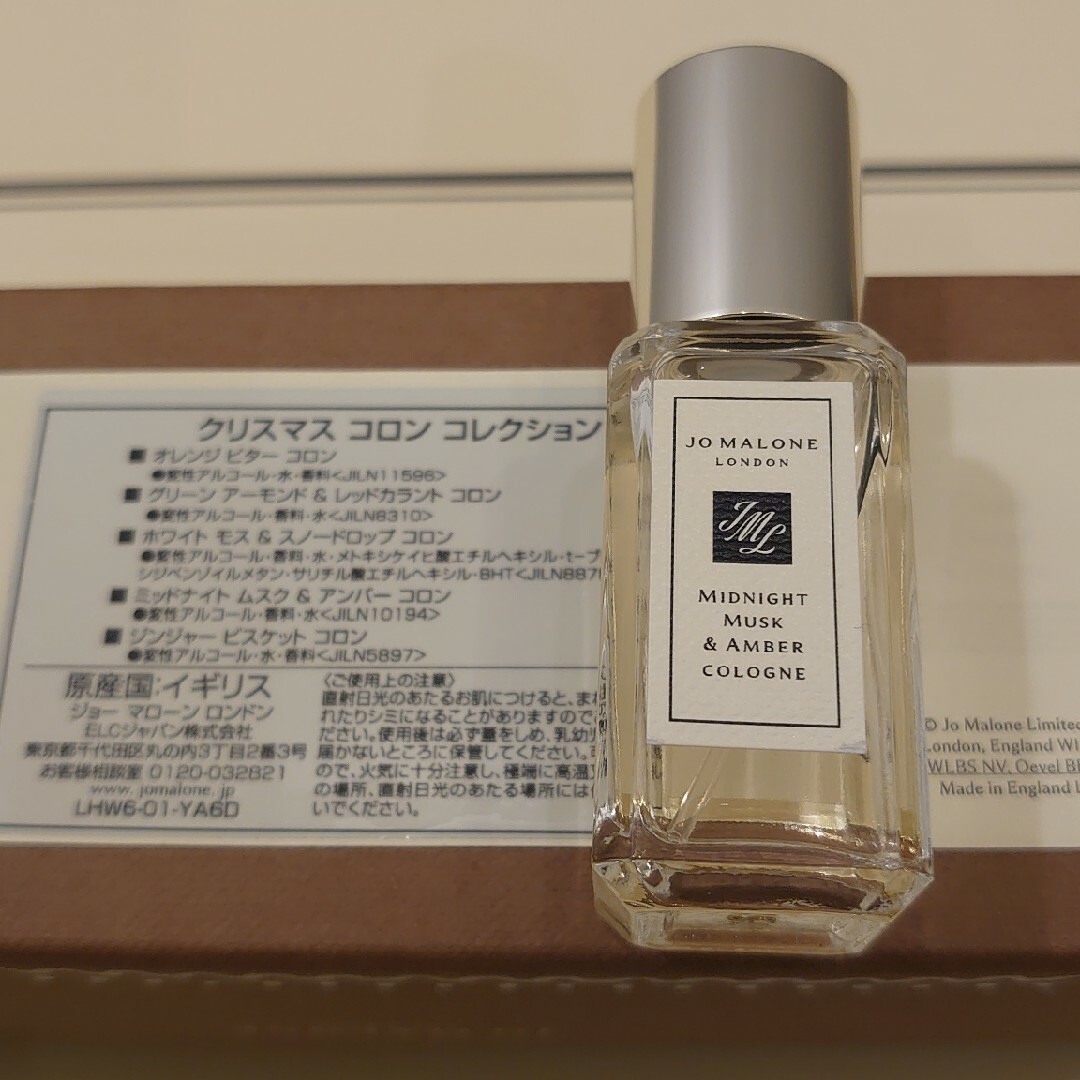 クリスマス コロン コレクション
■ オレンジ ビター コロン
●変性アルコール・水・香料<JILN11596>
■ グリーン アーモンド & レッドカラント コロン
●変性アルコール・香料・水<JILN8310>
■ ホワイト モス & スノードロップ コロン
●変性アルコール・香料・水・メトキシケイヒ酸エチルヘキシル・t-ブ
シジベンゾイルメタン・サリチル酸エチルヘキシル・BHT<JILN887
■ ミッドナイト ムスク & アンバー コロン
●変性アルコール・香料・水<JILN10194>
■ ジンジャー ビスケット コロン
●変性アルコール・水・香料<JILN5897>
原産国:イギリス
ジョー マローン ロンドン
ELCジャパン株式会社
東京都千代田区丸の内3丁目2番3号
お客様相談室 0120-032821
www. jomalone. jp
LHW6-01-YA6D
〈ご使用上の注意〉
直射日光のあたるお肌につけると、まれ
れたりシミになることがありますので
ださい。使用後は必ず蓋をしめ、乳幼児
届かないところに保管してください。
ので、火気に十分注意し、極端に高温
の場所、直射日光のあたる場所には
いでください。
JO MALONE
LONDON
JML
MIDNIGHT
MUSK
& AMBER
COLOGNE
© Jo Malone Limited
London, England W1
WLBS NV. Oevel BE
Made in England